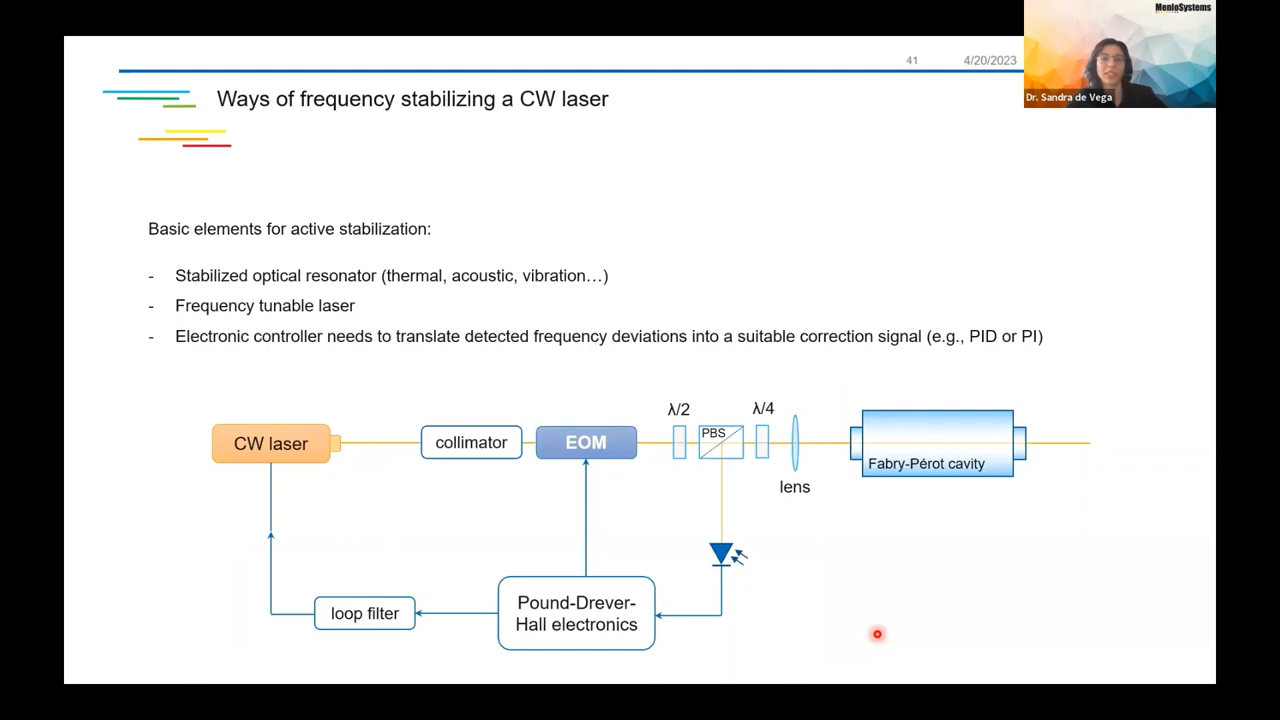 MenloSystems
41
4/20/2023
Dr. Sandra de Vega
Ways of frequency stabilizing a CW laser
Basic elements for active stabilization:
- Stabilized optical resonator (thermal, acoustic, vibration…)
- Frequency tunable laser
- Electronic controller needs to translate detected frequency deviations into a suitable correction signal (e.g., PID or PI)
λ/2
λ/4
CW laser
collimator
EOM
PBS
Fabry-Pérot cavity
lens
loop filter
Pound-Drever-
Hall electronics